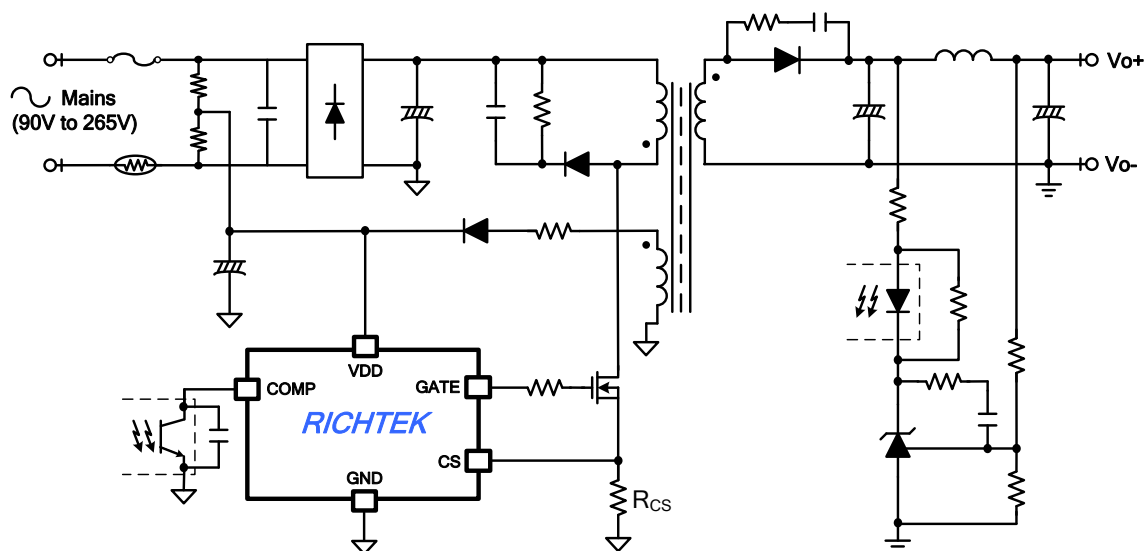 Mains
(90V to 265V)
Vo+
Vo-
VDD
COMP
GATE
RICHTEK
CS
GND
RCS